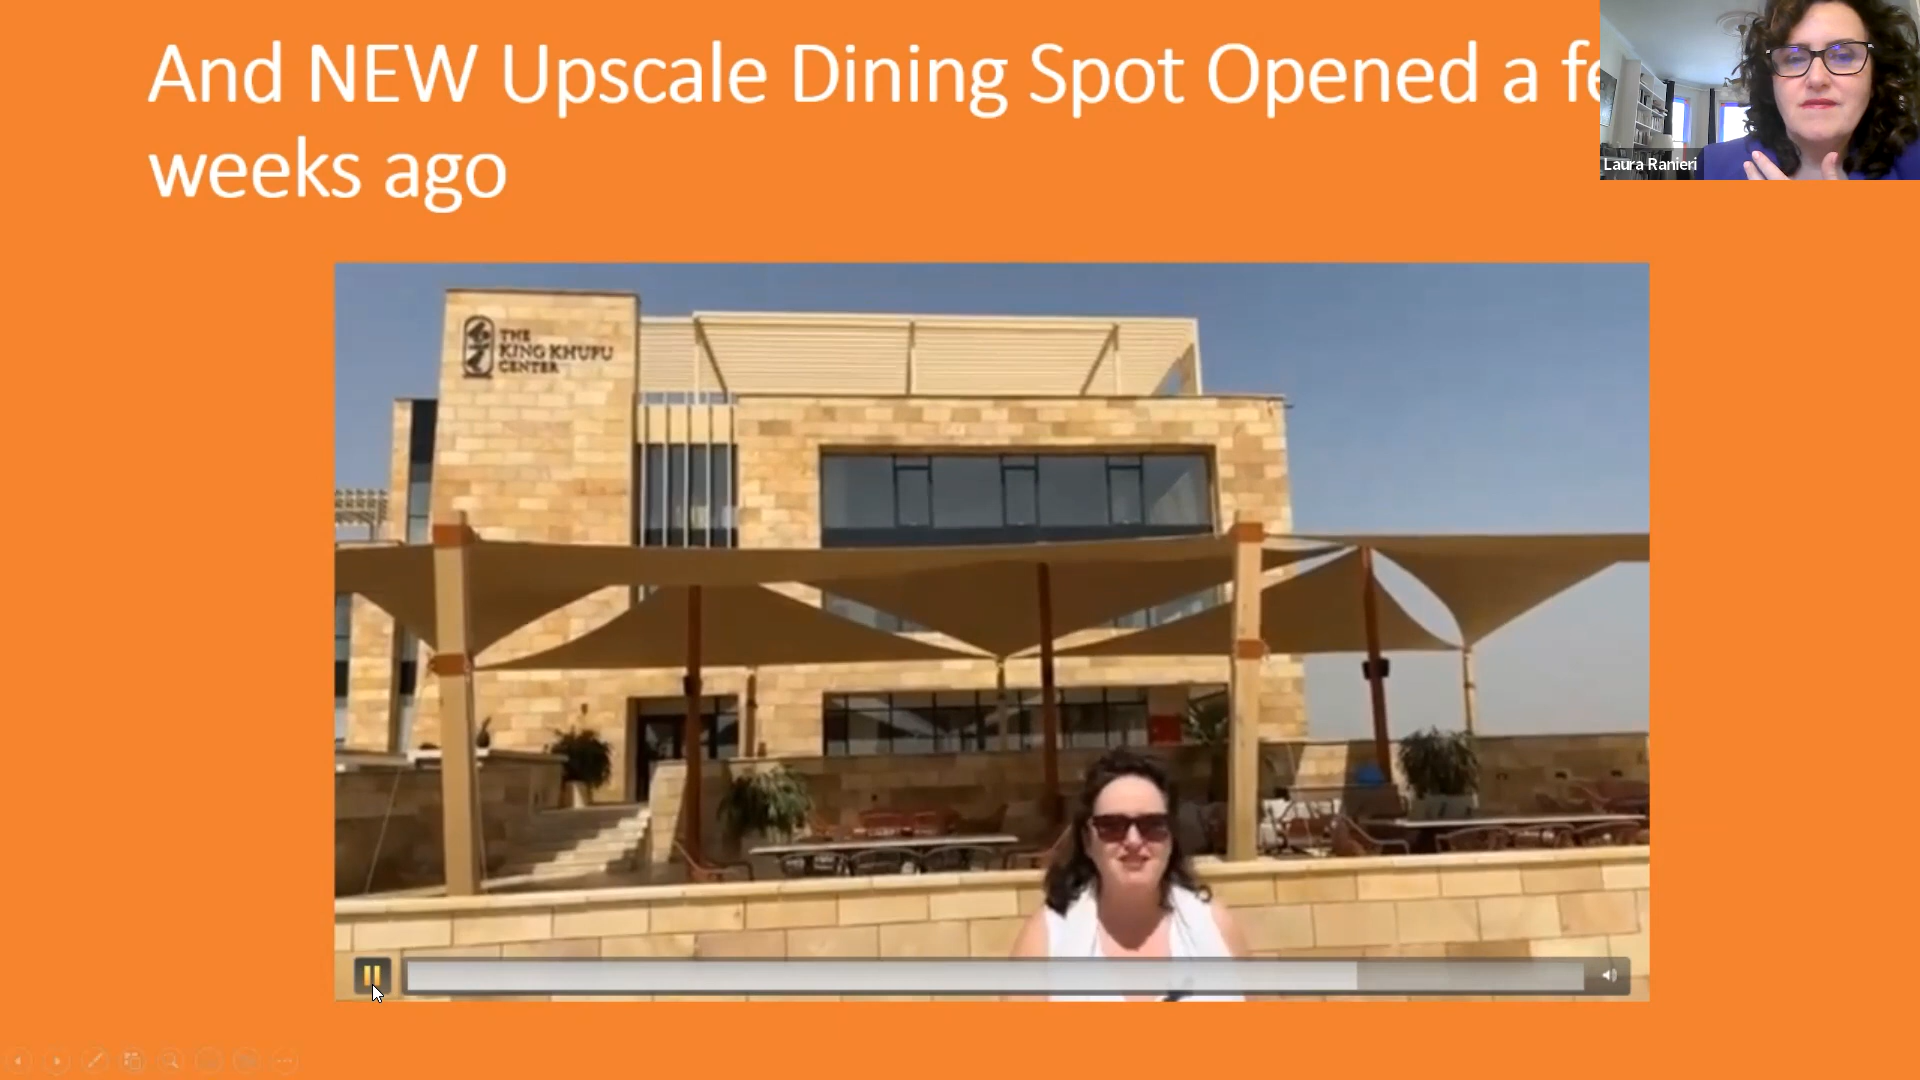 And NEW Upscale Dining Spot Opened a fe
weeks ago
Laura Ranieri
THE
KING KHUFU
CENTER